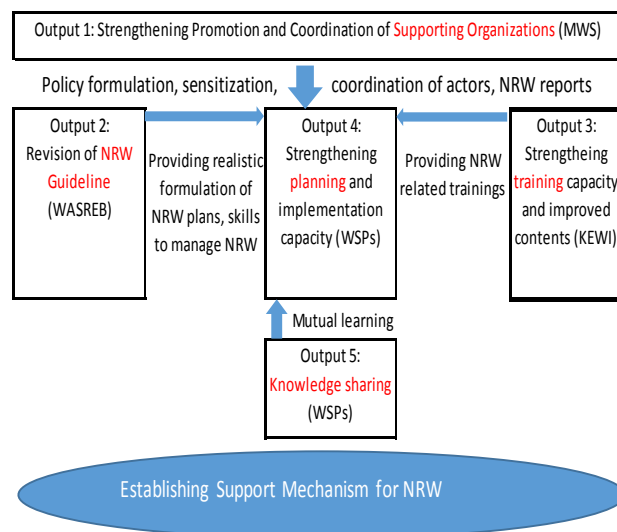 Output 1: Strengthening Promotion and Coordination of Supporting Organizations (MWS)
Policy formulation, sensitization, coordination of actors, NRW reports
Output 2:
Revision of NRW
Guideline
(WASREB)
Providing realistic
formulation of
NRW plans, skills
to manage NRW
Output 4:
Strengthening
planning and
implementation
capacity (WSPs)
Providing NRW
related trainings
Output 3:
Strengtheing
training capacity
and improved
contents (KEWI)
Mutual learning
Output 5:
Knowledge sharing
(WSPs)
Establishing Support Mechanism for NRW